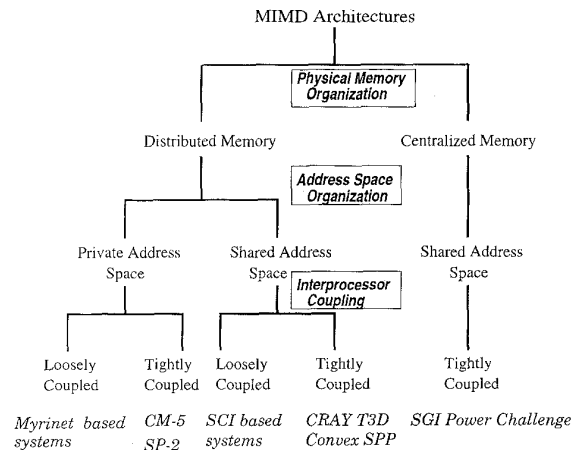 MIMD Architectures
Physical Memory
Organization
Distributed Memory
Centralized Memory
Address Space
Organization
Private Address
Space
Shared Address
Space
Shared Address
Space
Interprocessor
Coupling
Loosely
Coupled
Tightly
Coupled
Loosely
Coupled
Tightly
Coupled
Tightly
Coupled
Myrinet based
systems
CM-5
SP-2
SCI based
systems
CRAY T3D
Convex SPP
SGI Power Challenge